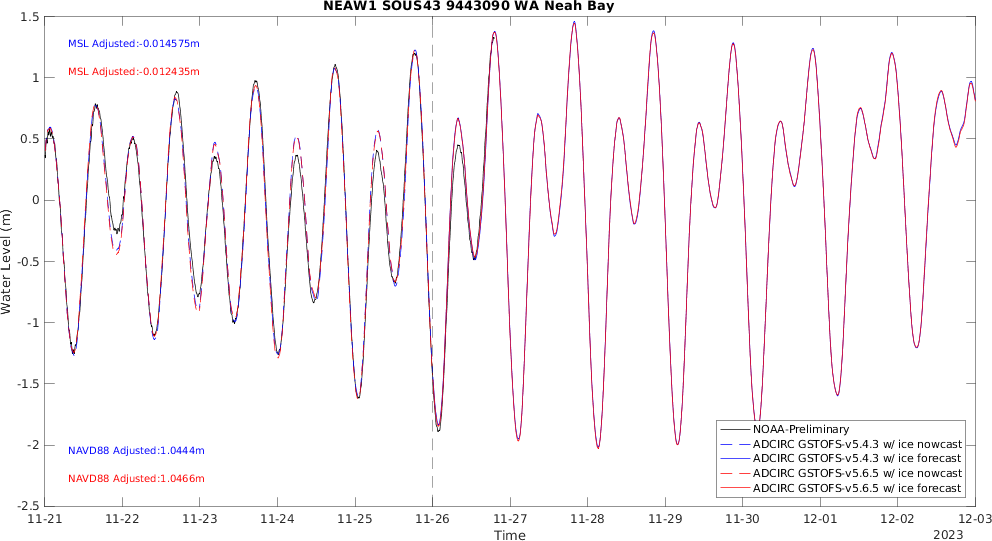 NEAW1 SOUS43 9443090 WA Neah Bay
MSL Adjusted:-0.014575m
MSL Adjusted:-0.012435m
1.5
1
0.5
0
-0.5
-1
-1.5
-2
-2.5
Water Level (m)
NAVD88 Adjusted:1.0444m
NAVD88 Adjusted:1.0466m
NOAA-Preliminary
ADCIRC GSTOFS-v5.4.3 w/ ice nowcast
ADCIRC GSTOFS-v5.4.3 w/ ice forecast
ADCIRC GSTOFS-v5.6.5 w/ ice nowcast
ADCIRC GSTOFS-v5.6.5 w/ ice forecast
11-21 11-22 11-23 11-24 11-25 11-26 11-27 11-28 11-29 11-30 12-01 12-02 12-03
Time
2023